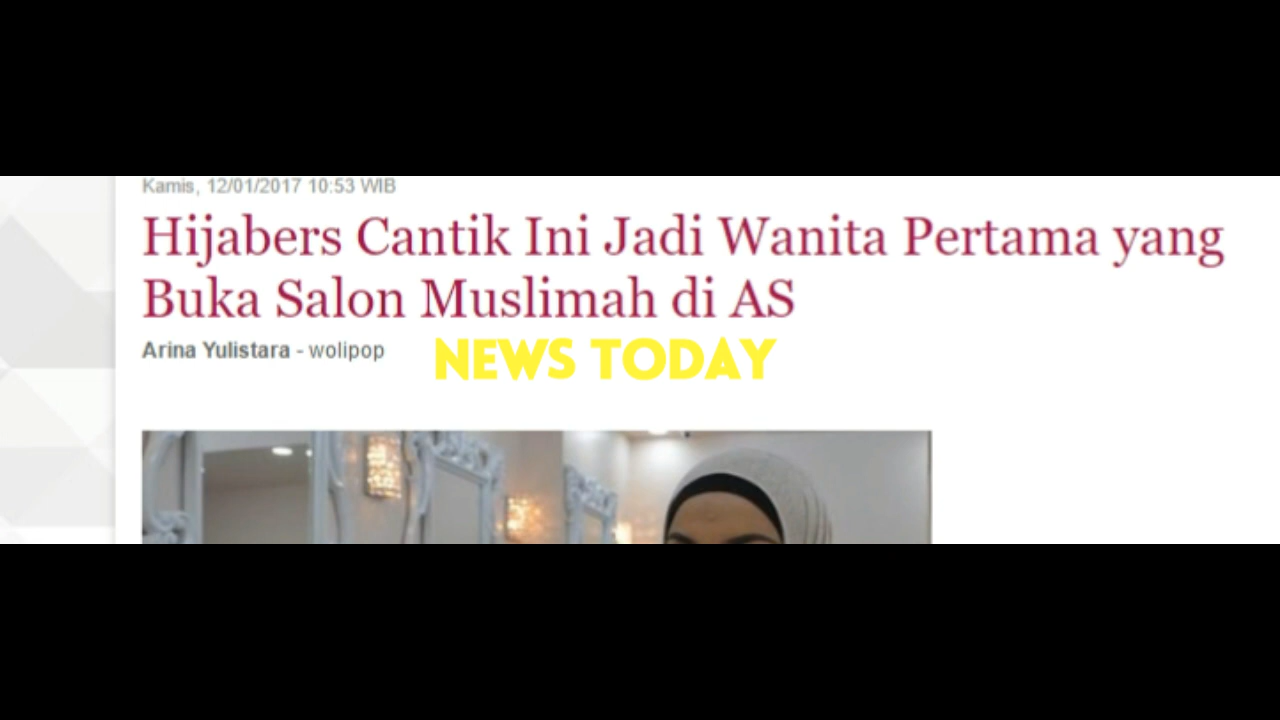 Kamis, 12/01/2017 10:53 WIB
Hijabers Cantik Ini Jadi Wanita Pertama yang
Buka Salon Muslimah di AS
Arina Yulistara - wolipop
NEWS TODAY